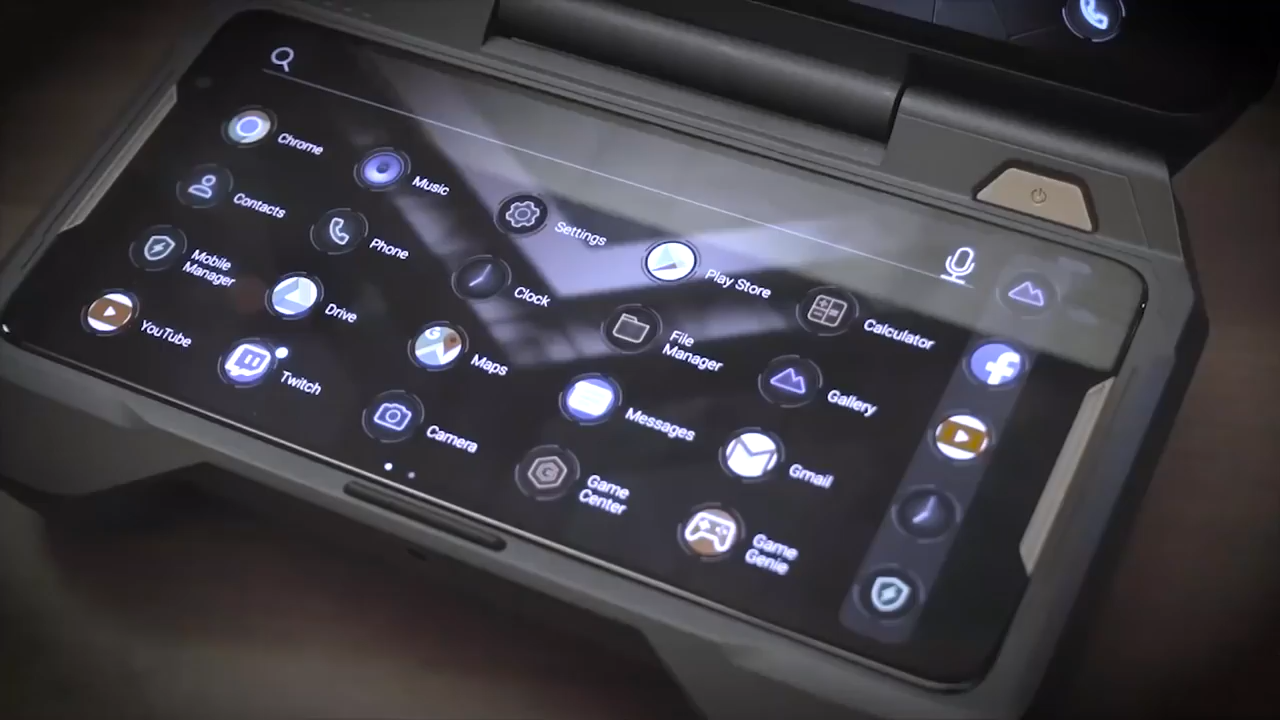 Chrome
Music
Settings
Play Store
Calculator
Contacts
Phone
Clock
File
Manager
Gallery
Mobile
Manager
Drive
Maps
Messages
Gmail
YouTube
Twitch
Camera
Game
Center
Game
Genie